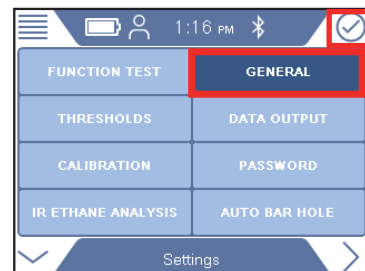 1:16 PM
FUNCTION TEST GENERAL
THRESHOLDS DATA OUTPUT
CALIBRATION PASSWORD
IR ETHANE ANALYSIS AUTO BAR HOLE
Settings